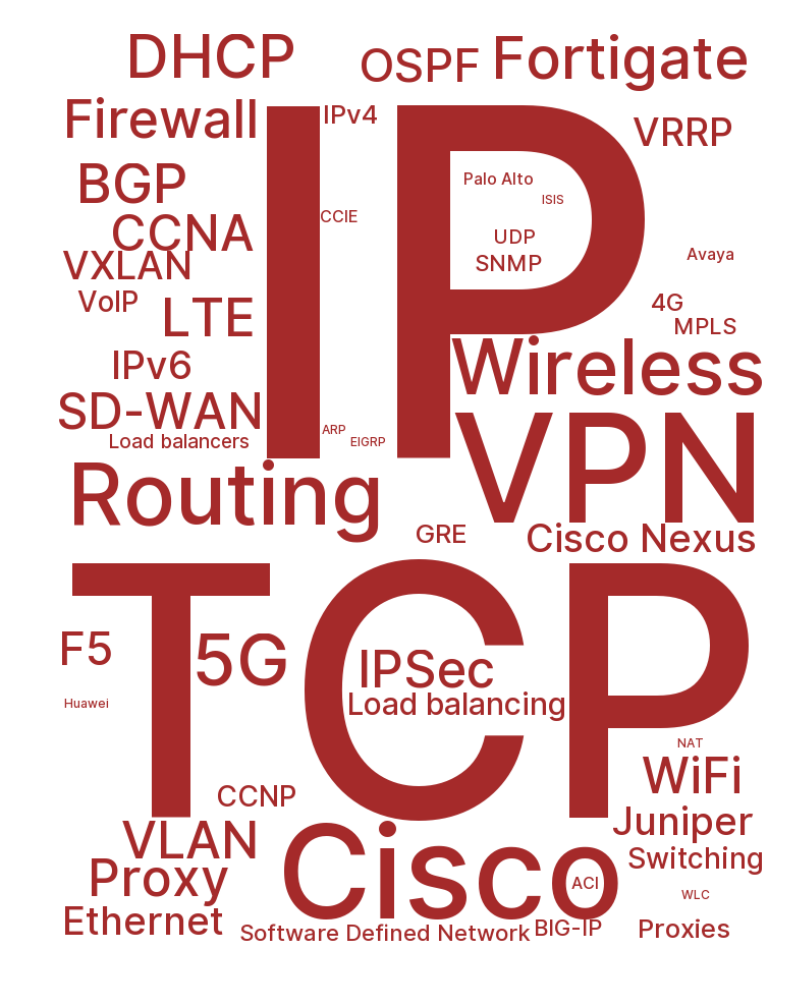 DHCP
OSPF
Fortigate
Firewall
IP
IPv4
VRRP
BGP
Palo Alto
ISIS
CCIE
CCNA
UDP
VXLAN
SNMP
Avaya
VoIP
LTE
4G
MPLS
IPv6
Wireless
SD-WAN
VPN
ARP
Load balancers
EIGRP
Routing
GRE
Cisco Nexus
TCP
F5
5G
IPSec
Huawei
Load balancing
NAT
WiFi
CCNP
Juniper
VLAN
Cisco
Switching
Proxy
ACI
WLC
Ethernet
Software Defined Network
BIG-IP
Proxies